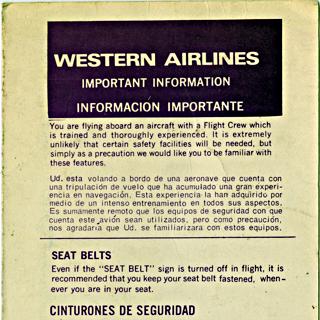 WESTERN AIRLINES
IMPORTANT INFORMATION
INFORMACIÓN IMPORTANTE
You are flying aboard an aircraft with a Flight Crew which
is trained and thoroughly experienced. It is extremely
unlikely that certain safety facilities will be needed, but
simply as a precaution we would like you to be familiar with
these features.
Ud. esta volando a bordo de una aeronave que cuenta con
una tripulación de vuelo que ha acumulado una gran experi-
encia en navegación. Esta experiencia la han adquirido por
medio de un intenso entrenamiento en todos sus aspectos.
Es sumamente remoto que los equipos de seguridad con que
cuenta este avión sean utilizados, pero como precaución,
nos agradaría que Ud. se familiarizara con estos equipos.
SEAT BELTS
Even if the "SEAT BELT" sign is turned off in flight, it is
recommended that you keep your seat belt fastened, when-
ever you are in your seat.
CINTURONES DE SEGURIDAD